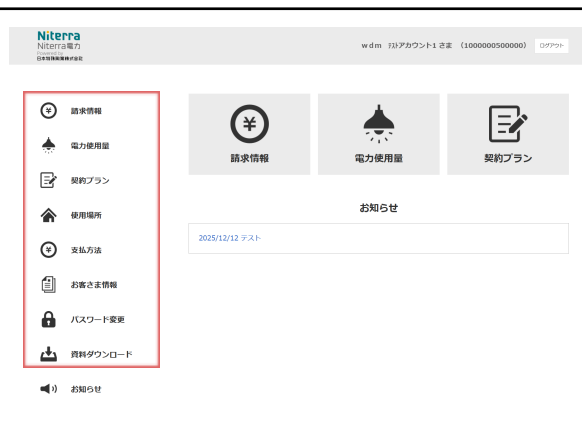 Niterra
Niterra電力
Powered by
日本特殊陶業株式会社
wdm ﾃｽﾄアカウント1 さま (1000000500000) ログアウト
請求情報
電力使用量
契約プラン
使用場所
支払方法
お客さま情報
パスワード変更
資料ダウンロード
お知らせ
請求情報
電力使用量
契約プラン
お知らせ
2025/12/12 テスト